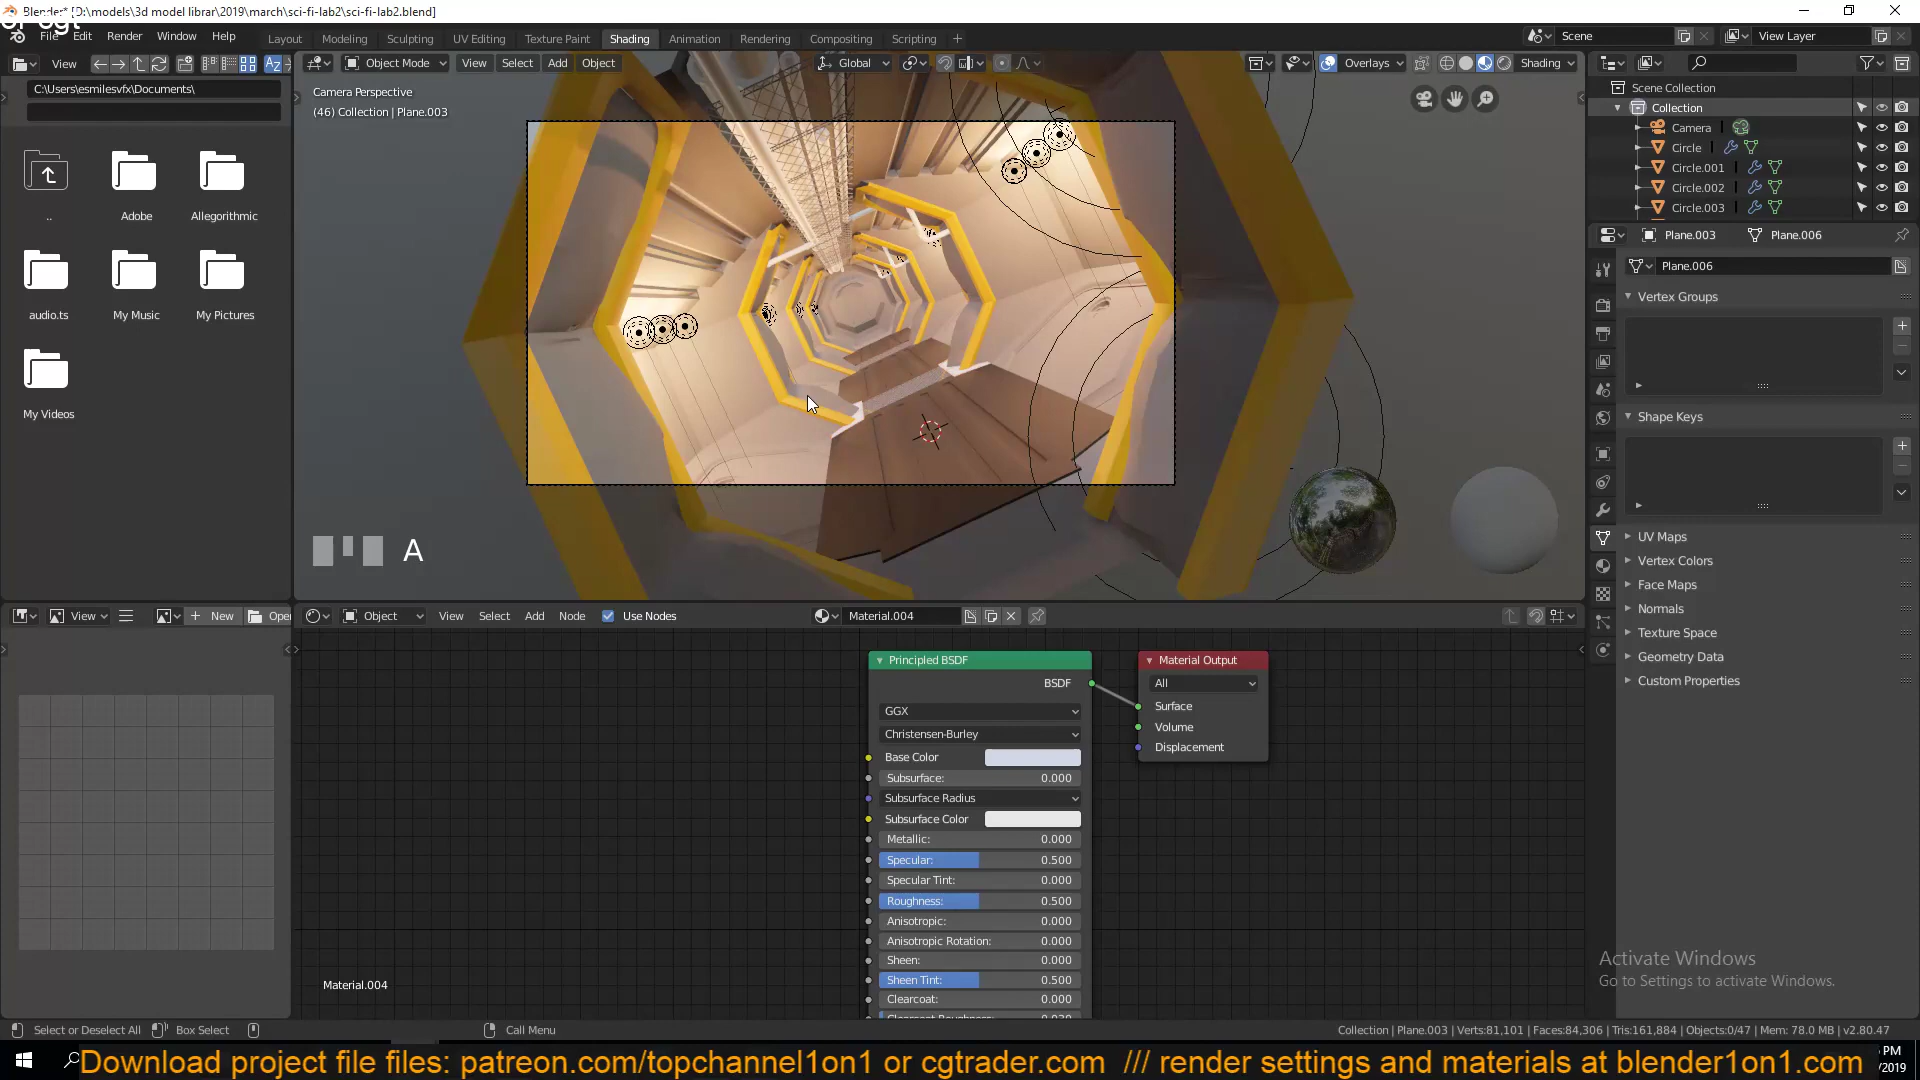 Blender* [D:\models\3d model librar\2019\march\sci-fi-lab2\sci-fi-lab2.blend]
or cgt
File Edit Render Window Help
Layout Modeling Sculpting UV Editing Texture Paint Shading Animation Rendering Compositing Scripting +
Scene
View Layer
View
Object Mode View Select Add Object
Global
Overlays
Shading
C:\Users\esmilesvfx\Documents\
..
Adobe
Allegorithmic
audio.ts
My Music
My Pictures
My Videos
Camera Perspective
(46) Collection | Plane.003
A
Scene Collection
Collection
Camera
Circle
Circle.001
Circle.002
Circle.003
Plane.003
Plane.006
Plane.006
Vertex Groups
Shape Keys
UV Maps
Vertex Colors
Face Maps
Normals
Texture Space
Geometry Data
Custom Properties
View
New
Open
Object View Select Add Node Use Nodes
Material.004
Principled BSDF
BSDF
GGX
Christensen-Burley
Base Color
Subsurface: 0.000
Subsurface Radius
Subsurface Color
Metallic: 0.000
Specular: 0.500
Specular Tint: 0.000
Roughness: 0.500
Anisotropic: 0.000
Anisotropic Rotation: 0.000
Sheen: 0.000
Sheen Tint: 0.500
Clearcoat: 0.000
Material Output
All
Surface
Volume
Displacement
Material.004
Activate Windows
Go to Settings to activate Windows.
Select or Deselect All
Box Select
Call Menu
Collection | Plane.003 | Verts:81,101 | Faces:84,306 | Tris:161,884 | Objects:0/47 | Mem: 78.0 MB | v2.80.47
PM
/2019
Download project file files: patreon.com/topchannel1on1 or cgtrader.com /// render settings and materials at blender1on1.com